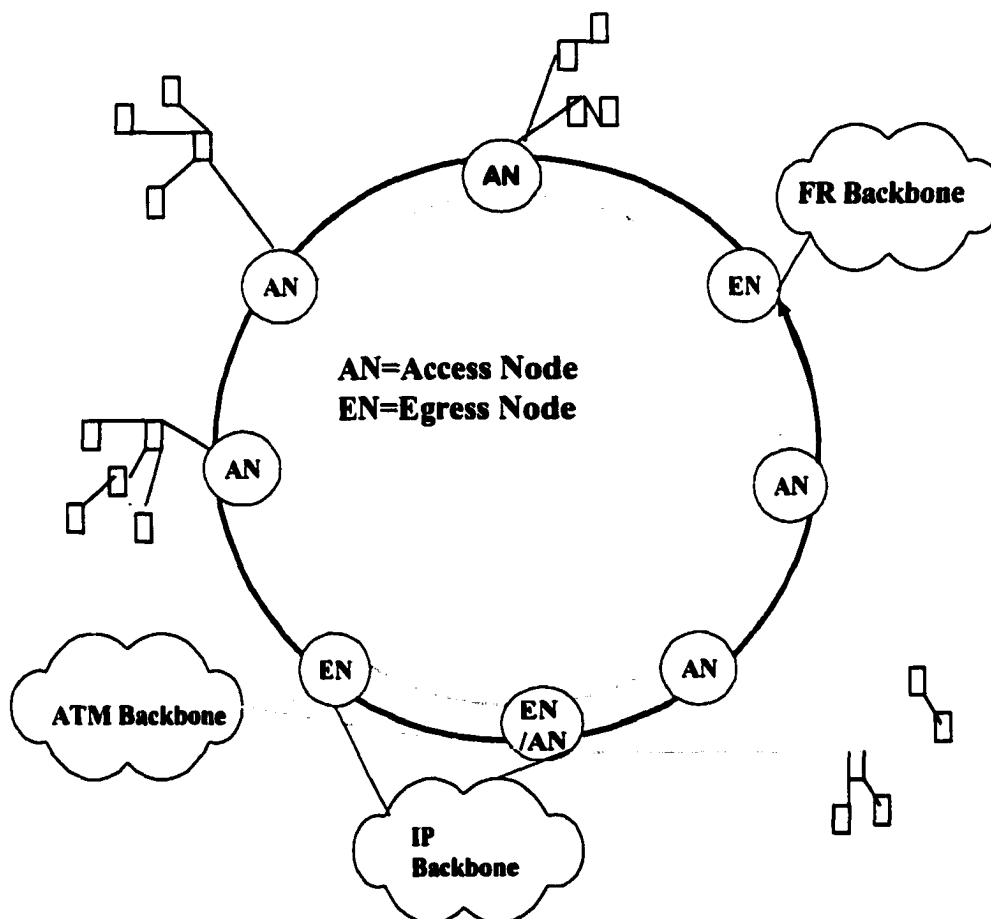 AN
FR Backbone
AN
EN
AN=Access Node
EN=Egress Node
AN
AN
EN
AN
ATM Backbone
EN
/AN
IP
Backbone